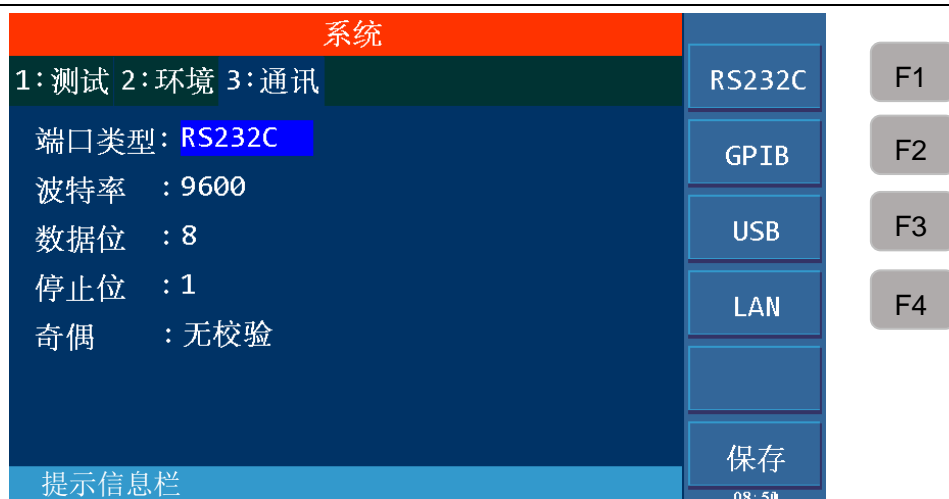 系统
1:测试 2:环境 3:通讯
端口类型: RS232C
波特率 : 9600
数据位 : 8
停止位 : 1
奇偶 : 无校验
提示信息栏
RS232C
GPIB
USB
LAN
保存
F1
F2
F3
F4